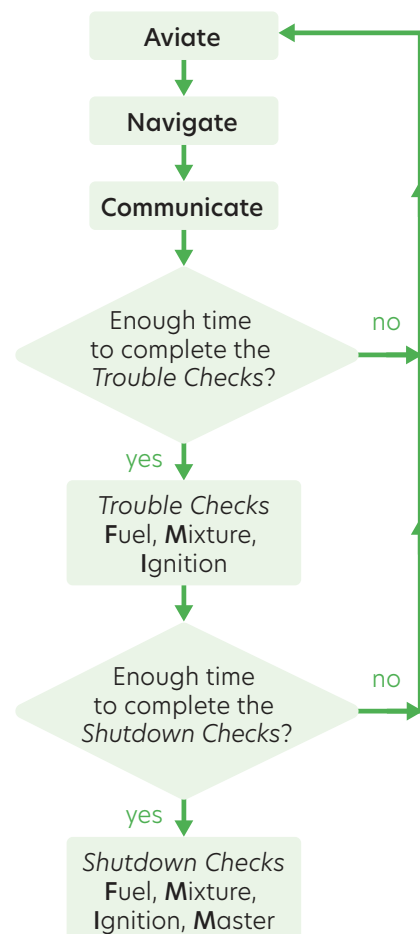 Aviate
Navigate
Communicate
Enough time
to complete the
Trouble Checks?
no
yes
Trouble Checks
Fuel, Mixture,
Ignition
Enough time
to complete the
Shutdown Checks?
no
yes
Shutdown Checks
Fuel, Mixture,
Ignition, Master